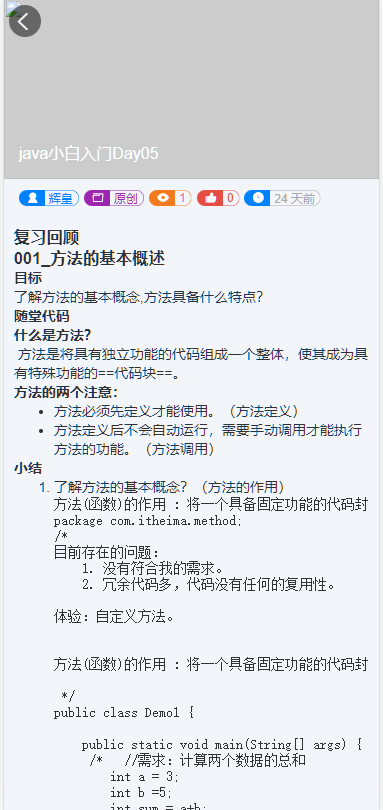 java小白入门Day05
辉皇 原创 1 0 24 天前
复习回顾
001_方法的基本概述
目标
了解方法的基本概念,方法具备什么特点?
随堂代码
什么是方法?
方法是将具有独立功能的代码组成一个整体，使其成为具
有特殊功能的==代码块==。
方法的两个注意：
• 方法必须先定义才能使用。（方法定义）
• 方法定义后不会自动运行，需要手动调用才能执行
方法的功能。（方法调用）
小结
1. 了解方法的基本概念？（方法的作用）
方法(函数)的作用 : 将一个具备固定功能的代码封
package com.itheima.method;
/*
目前存在的问题:
1. 没有符合我的需求。
2. 冗余代码多，代码没有任何的复用性。
体验: 自定义方法。
方法(函数)的作用 : 将一个具备固定功能的代码封
*/
public class Demo1 {
public static void main(String[] args) {
/* //需求: 计算两个数据的总和
int a = 3;
int b =5;
int sum = a+b;